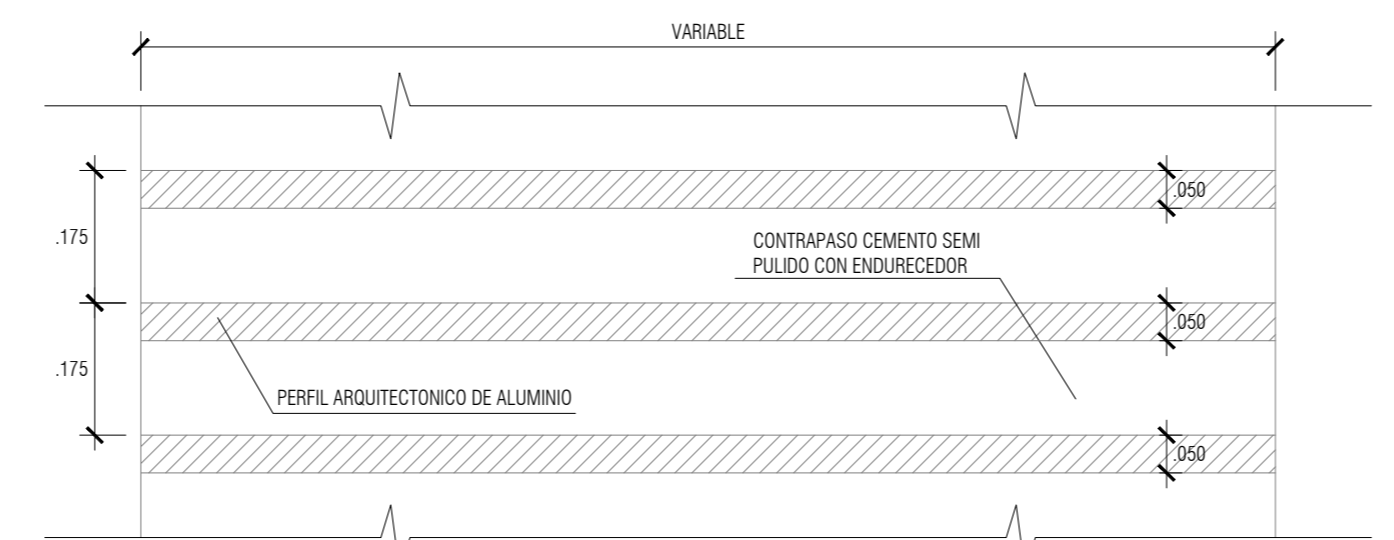 VARIABLE
.050
.175
CONTRAPASO CEMENTO SEMI
PULIDO CON ENDURECEDOR
.050
.175
PERFIL ARQUITECTONICO DE ALUMINIO
.050